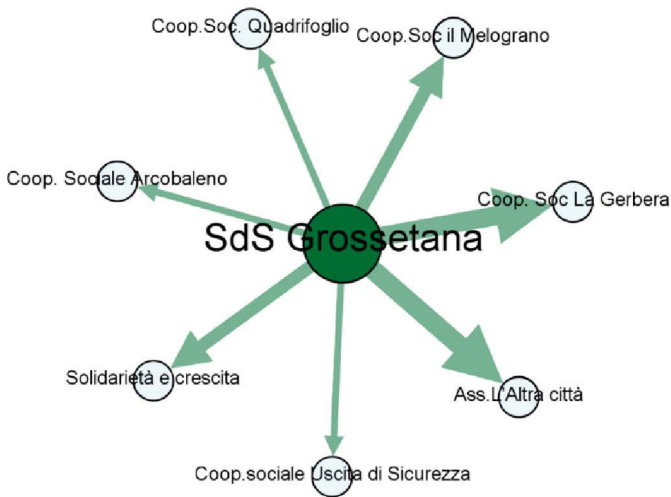 Coop.Soc. Quadrifoglio
Coop.Soc il Melograno
Coop. Sociale Arcobaleno
Coop. Soc La Gerbera
SdS Grossetana
Solidarietà e crescita
Ass.L'Altra città
Coop.sociale Uscita di Sicurezza